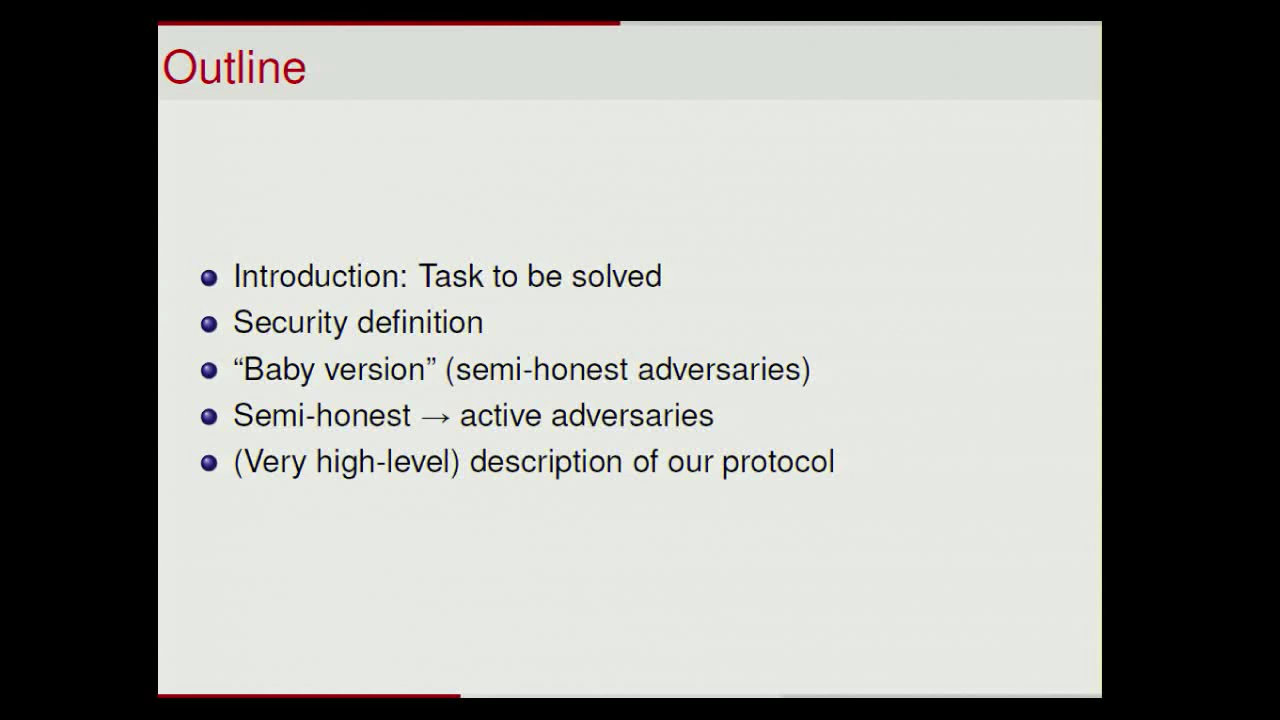 Outline
Introduction: Task to be solved
Security definition
“Baby version” (semi-honest adversaries)
Semi-honest → active adversaries
(Very high-level) description of our protocol